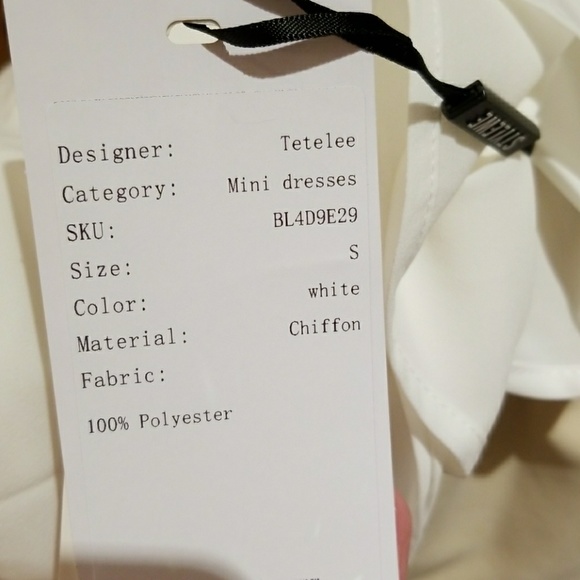 Designer: Tetelee
Category: Mini dresses
SKU: BL4D9E29
Size: S
Color: white
Material: Chiffon
Fabric:
100% Polyester